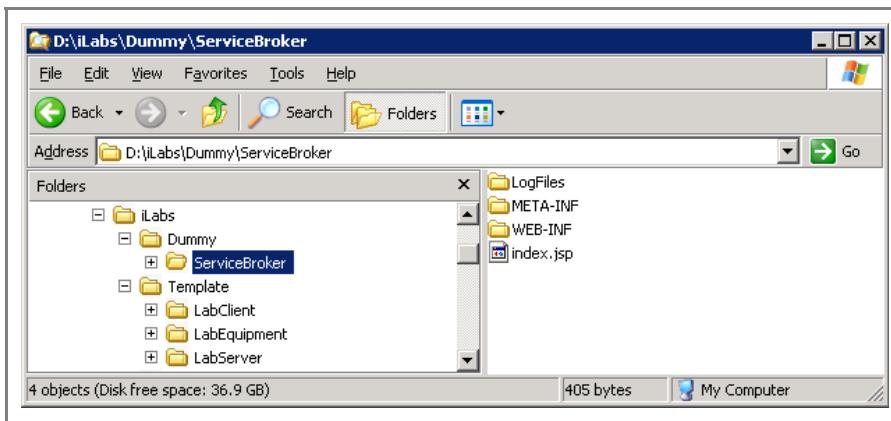 D:\iLabs\Dummy\ServiceBroker
File Edit View Favorites Tools Help
Back Search Folders
Address D:\iLabs\Dummy\ServiceBroker Go
Folders
iLabs
Dummy
ServiceBroker
Template
LabClient
LabEquipment
LabServer
LogFiles
META-INF
WEB-INF
index.jsp
4 objects (Disk free space: 36.9 GB) 405 bytes My Computer